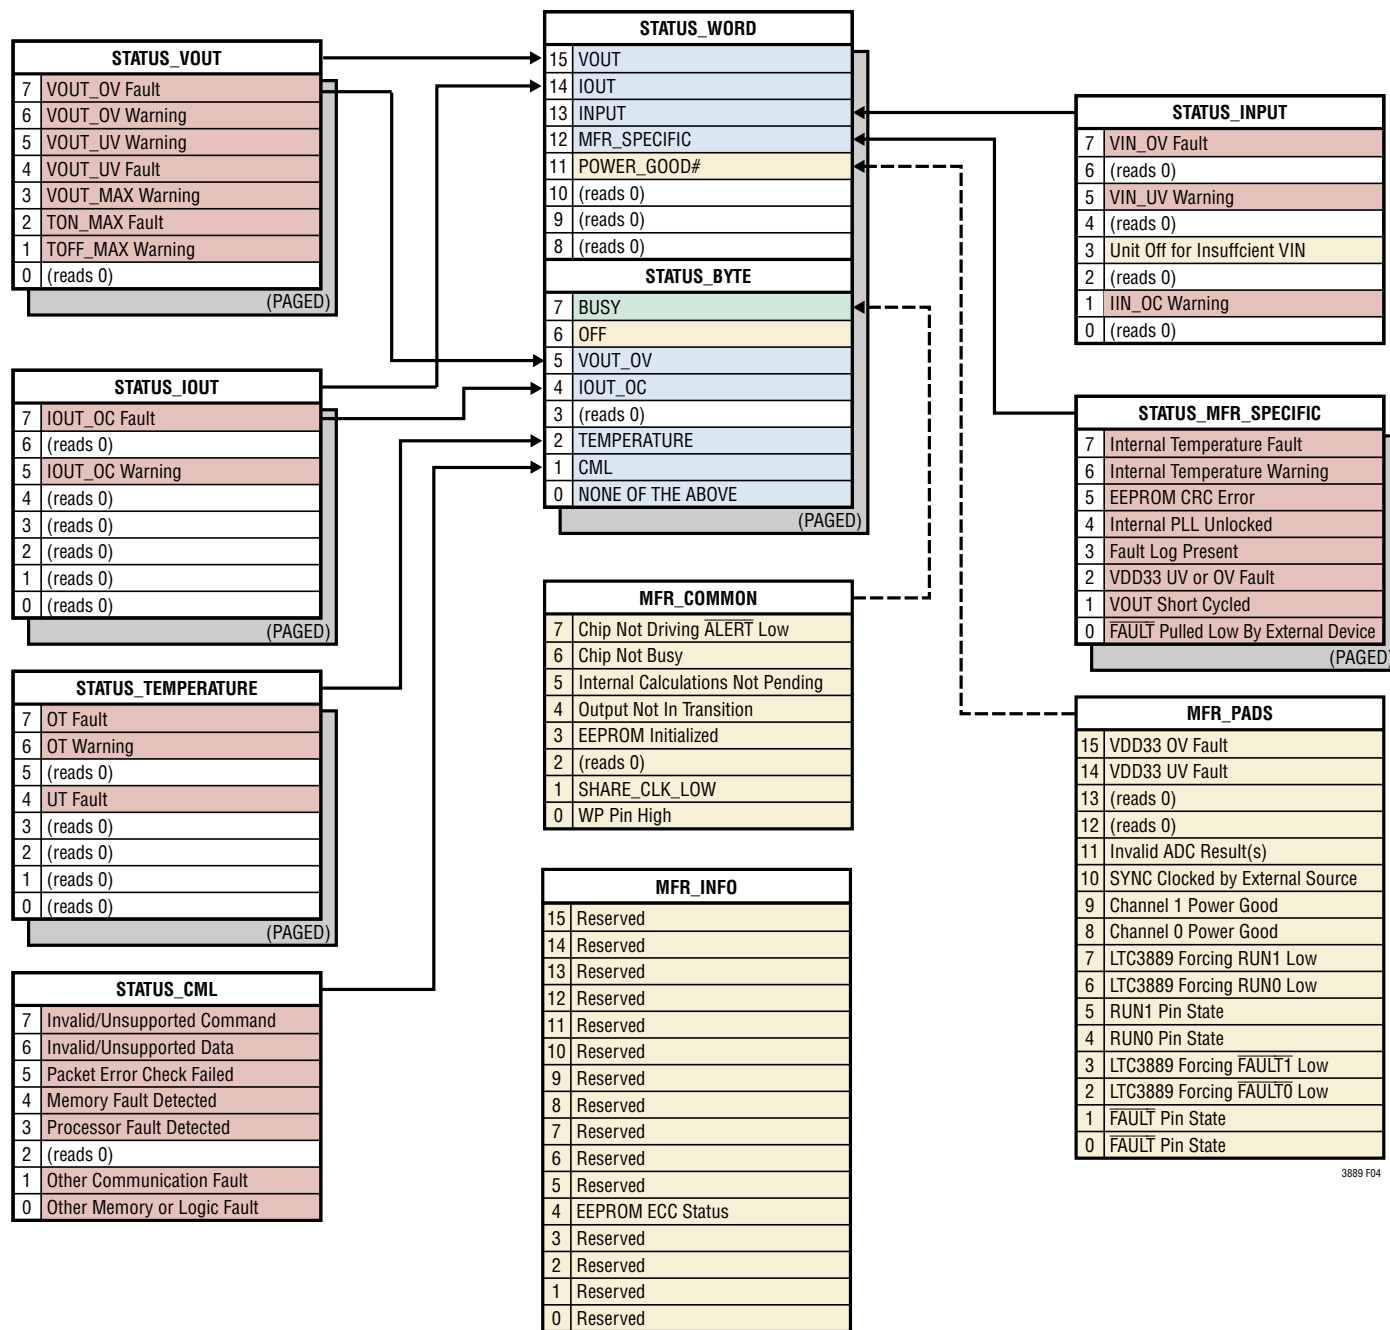 STATUS_VOUT
7 VOUT_OV Fault
6 VOUT_OV Warning
5 VOUT_UV Warning
4 VOUT_UV Fault
3 VOUT_MAX Warning
2 TON_MAX Fault
1 TOFF_MAX Warning
0 (reads 0)
(PAGED)
STATUS_IOUT
7 IOUT_OC Fault
6 (reads 0)
5 IOUT_OC Warning
4 (reads 0)
3 (reads 0)
2 (reads 0)
1 (reads 0)
0 (reads 0)
(PAGED)
STATUS_TEMPERATURE
7 OT Fault
6 OT Warning
5 (reads 0)
4 UT Fault
3 (reads 0)
2 (reads 0)
1 (reads 0)
0 (reads 0)
(PAGED)
STATUS_CML
7 Invalid/Unsupported Command
6 Invalid/Unsupported Data
5 Packet Error Check Failed
4 Memory Fault Detected
3 Processor Fault Detected
2 (reads 0)
1 Other Communication Fault
0 Other Memory or Logic Fault
STATUS_WORD
15 VOUT
14 IOUT
13 INPUT
12 MFR_SPECIFIC
11 POWER_GOOD#
10 (reads 0)
9 (reads 0)
8 (reads 0)
STATUS_BYTE
7 BUSY
6 OFF
5 VOUT_OV
4 IOUT_OC
3 (reads 0)
2 TEMPERATURE
1 CML
0 NONE OF THE ABOVE
(PAGED)
MFR_COMMON
7 Chip Not Driving ALERT Low
6 Chip Not Busy
5 Internal Calculations Not Pending
4 Output Not In Transition
3 EEPROM Initialized
2 (reads 0)
1 SHARE_CLK_LOW
0 WP Pin High
MFR_INFO
15 Reserved
14 Reserved
13 Reserved
12 Reserved
11 Reserved
10 Reserved
9 Reserved
8 Reserved
7 Reserved
6 Reserved
5 Reserved
4 EEPROM ECC Status
3 Reserved
2 Reserved
1 Reserved
0 Reserved
STATUS_INPUT
7 VIN_OV Fault
6 (reads 0)
5 VIN_UV Warning
4 (reads 0)
3 Unit Off for Insuffcient VIN
2 (reads 0)
1 IIN_OC Warning
0 (reads 0)
STATUS_MFR_SPECIFIC
7 Internal Temperature Fault
6 Internal Temperature Warning
5 EEPROM CRC Error
4 Internal PLL Unlocked
3 Fault Log Present
2 VDD33 UV or OV Fault
1 VOUT Short Cycled
0 FAULT Pulled Low By External Device
(PAGED)
MFR_PADS
15 VDD33 OV Fault
14 VDD33 UV Fault
13 (reads 0)
12 (reads 0)
11 Invalid ADC Result(s)
10 SYNC Clocked by External Source
9 Channel 1 Power Good
8 Channel 0 Power Good
7 LTC3889 Forcing RUN1 Low
6 LTC3889 Forcing RUN0 Low
5 RUN1 Pin State
4 RUN0 Pin State
3 LTC3889 Forcing FAULT1 Low
2 LTC3889 Forcing FAULT0 Low
1 FAULT Pin State
0 FAULT Pin State
3889 F04